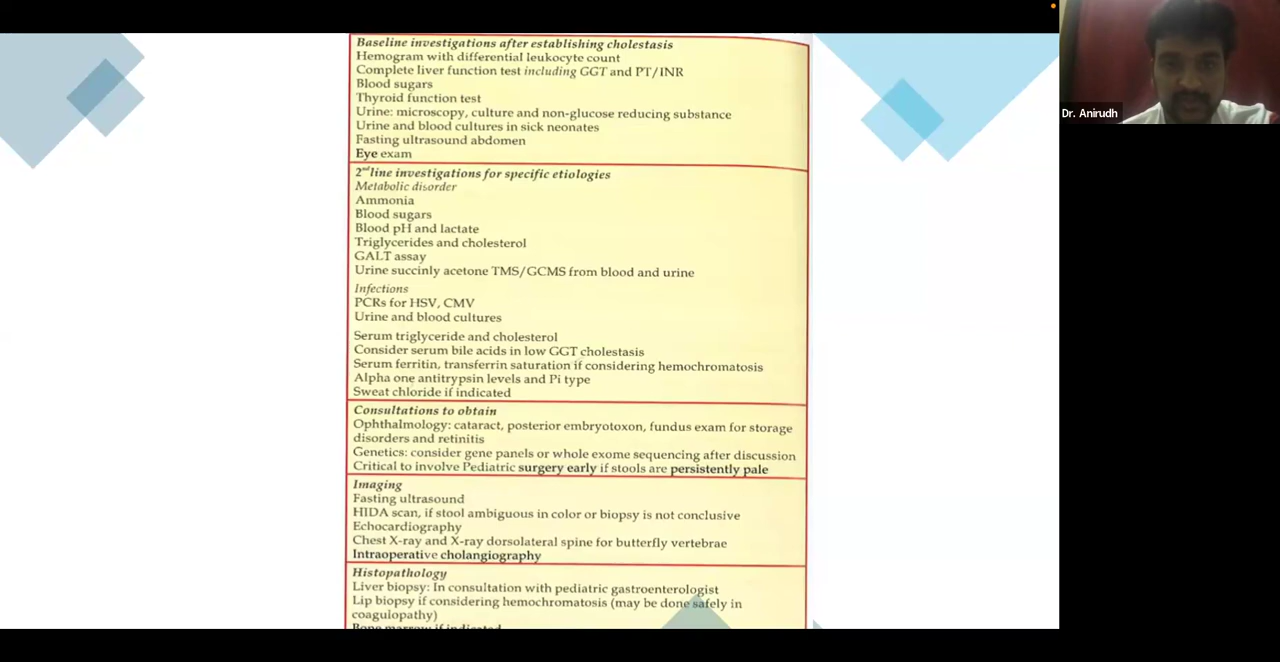 Baseline investigations after establishing cholestasis
Hemogram with differential leukocyte count
Complete liver function test including GGT and PT/INR
Blood sugars
Thyroid function test
Urine: microscopy, culture and non-glucose reducing substance
Urine and blood cultures in sick neonates
Fasting ultrasound abdomen
Eye exam
2nd line investigations for specific etiologies
Metabolic disorder
Ammonia
Blood sugars
Blood pH and lactate
Triglycerides and cholesterol
GALT assay
Urine succinly acetone TMS/GCMS from blood and urine
Infections
PCRs for HSV, CMV
Urine and blood cultures
Serum triglyceride and cholesterol
Consider serum bile acids in low GGT cholestasis
Serum ferritin, transferrin saturation if considering hemochromatosis
Alpha one antitrypsin levels and Pi type
Sweat chloride if indicated
Consultations to obtain
Ophthalmology: cataract, posterior embryotoxon, fundus exam for storage
disorders and retinitis
Genetics: consider gene panels or whole exome sequencing after discussion
Critical to involve Pediatric surgery early if stools are persistently pale
Imaging
Fasting ultrasound
HIDA scan, if stool ambiguous in color or biopsy is not conclusive
Echocardiography
Chest X-ray and X-ray dorsolateral spine for butterfly vertebrae
Intraoperative cholangiography
Histopathology
Liver biopsy: In consultation with pediatric gastroenterologist
Lip biopsy if considering hemochromatosis (may be done safely in
coagulopathy)
Bone marrow if indicated
Dr. Anirudh